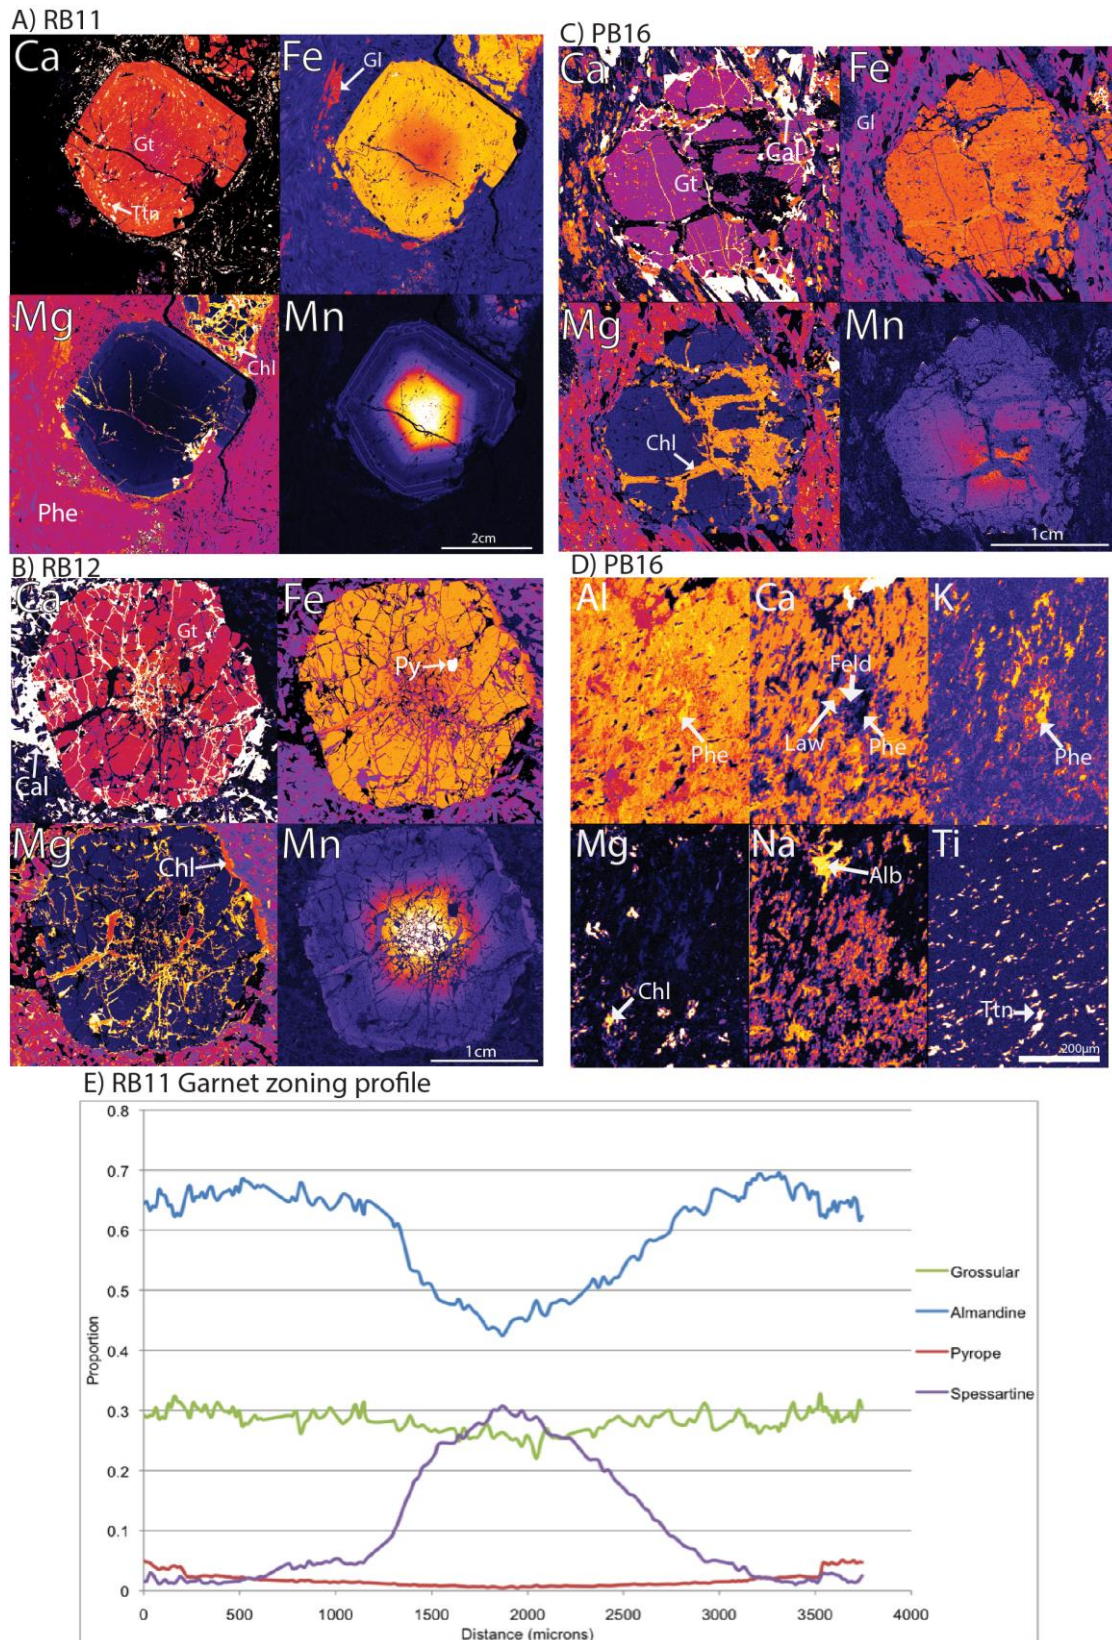 A) RB11
Ca
Gt
Ttn
Fe
Gl
Mg
Chl
Phe
Mn
2cm
B) RB12
Ca
Gt
Cal
Fe
Py
Mg
Chl
Mn
1cm
C) PB16
Ca
Cal
Gt
Fe
Gl
Mg
Chl
Mn
1cm
D) PB16
Al
Phe
Ca
Feld
Law
Phe
K
Phe
Mg
Chl
Na
Alb
Ti
Ttn
200μm
E) RB11 Garnet zoning profile
0.8
0.7
0.6
0.5
0.4
0.3
0.2
0.1
0
Proportion
Grossular
Almandine
Pyrope
Spessartine
0 500 1000 1500 2000 2500 3000 3500 4000
Distance (microns)